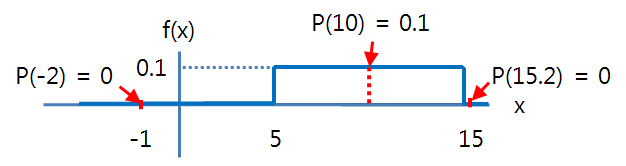 f(x)
P(10) = 0.1
P(-2) = 0
0.1
P(15.2) = 0
x
-1
5
15